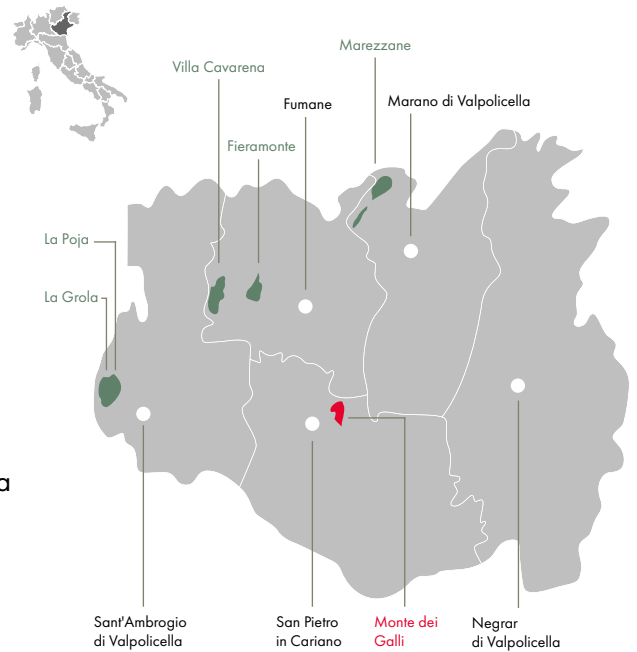 Marezzane
Villa Cavarena
Fumane
Marano di Valpolicella
Fieramonte
La Poja
La Grola
a
Sant'Ambrogio
di Valpolicella
San Pietro
in Cariano
Monte dei
Galli
Negrar
di Valpolicella